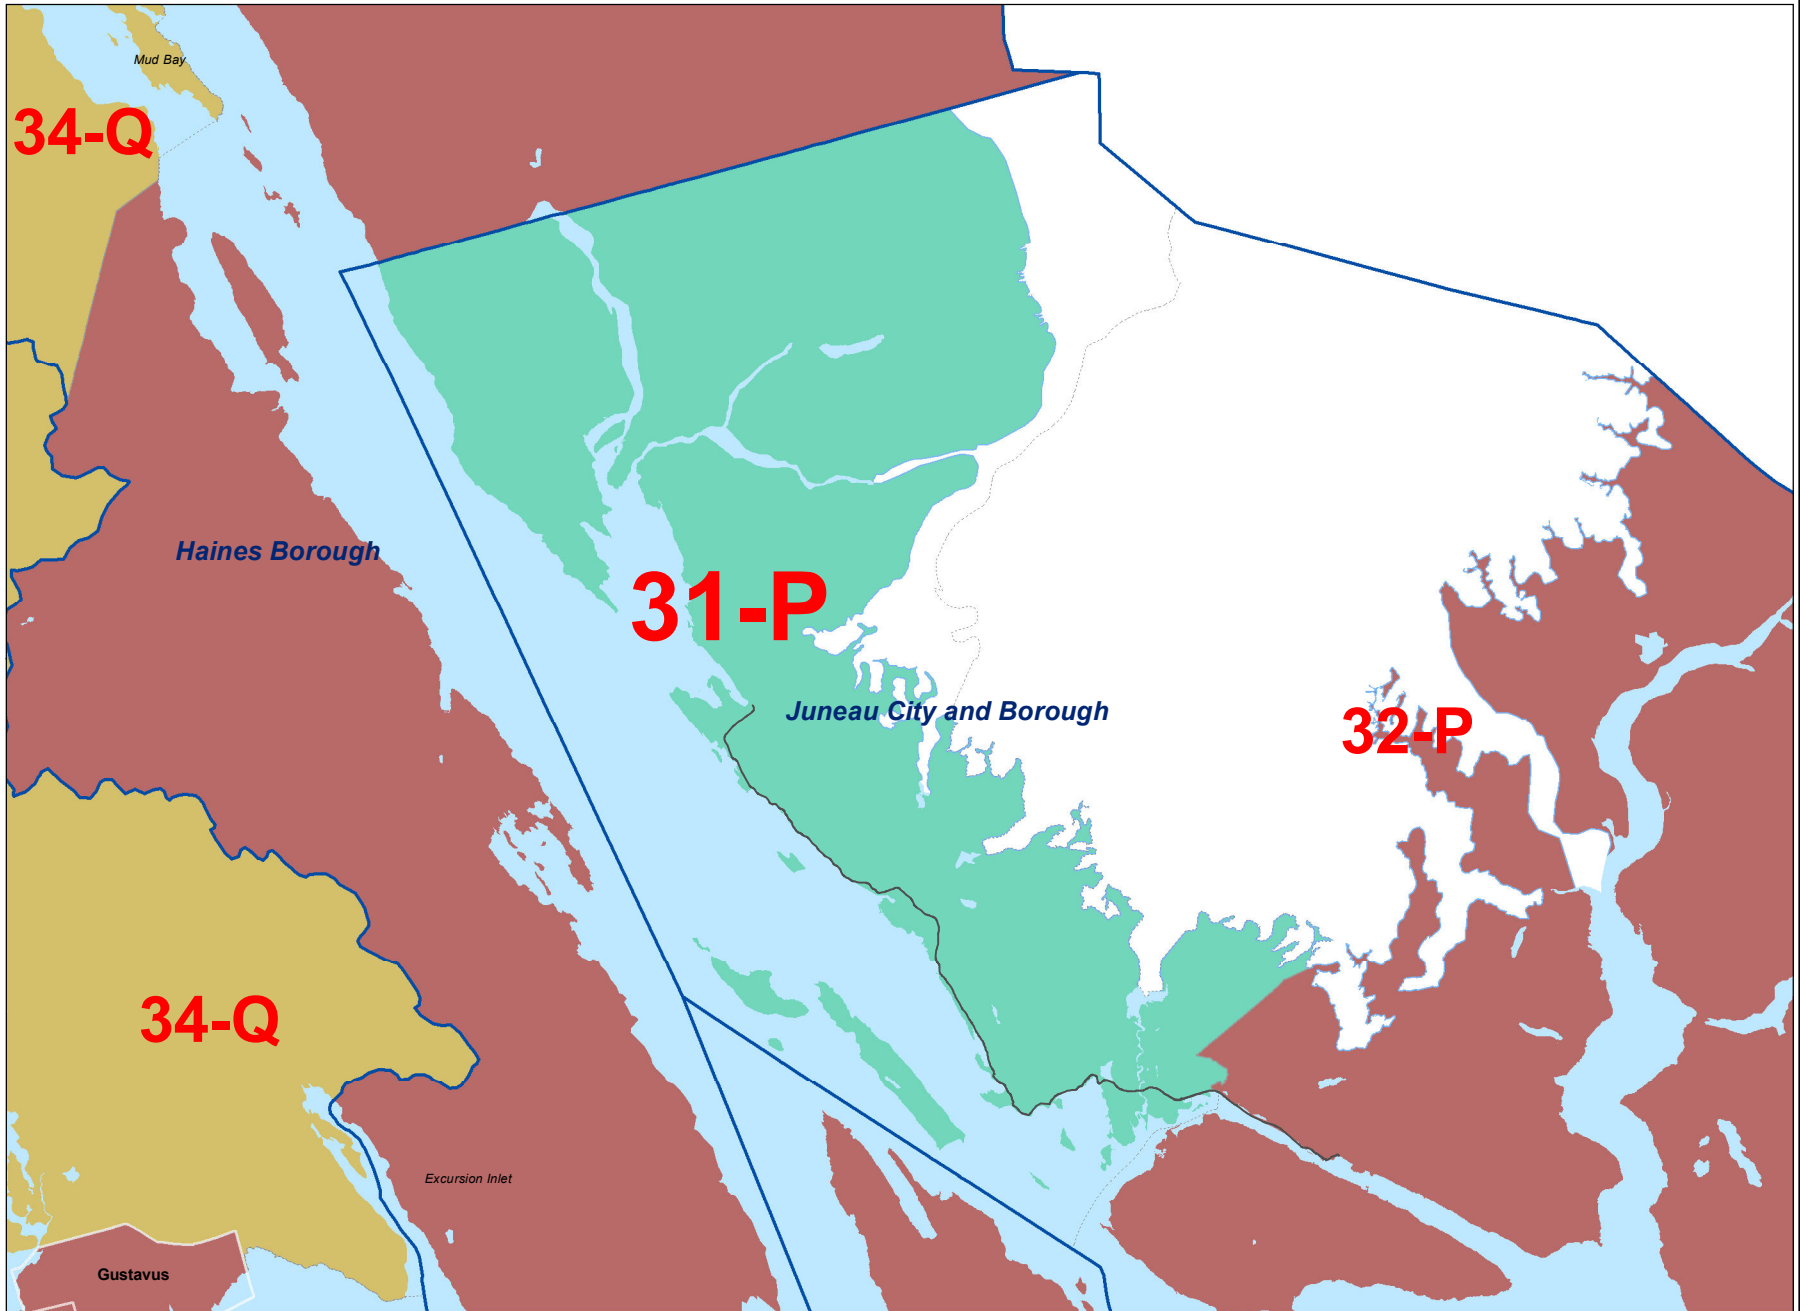 Mud Bay
34-Q
Haines Borough
31-P
Juneau City and Borough
32-P
34-Q
Excursion Inlet
Gustavus